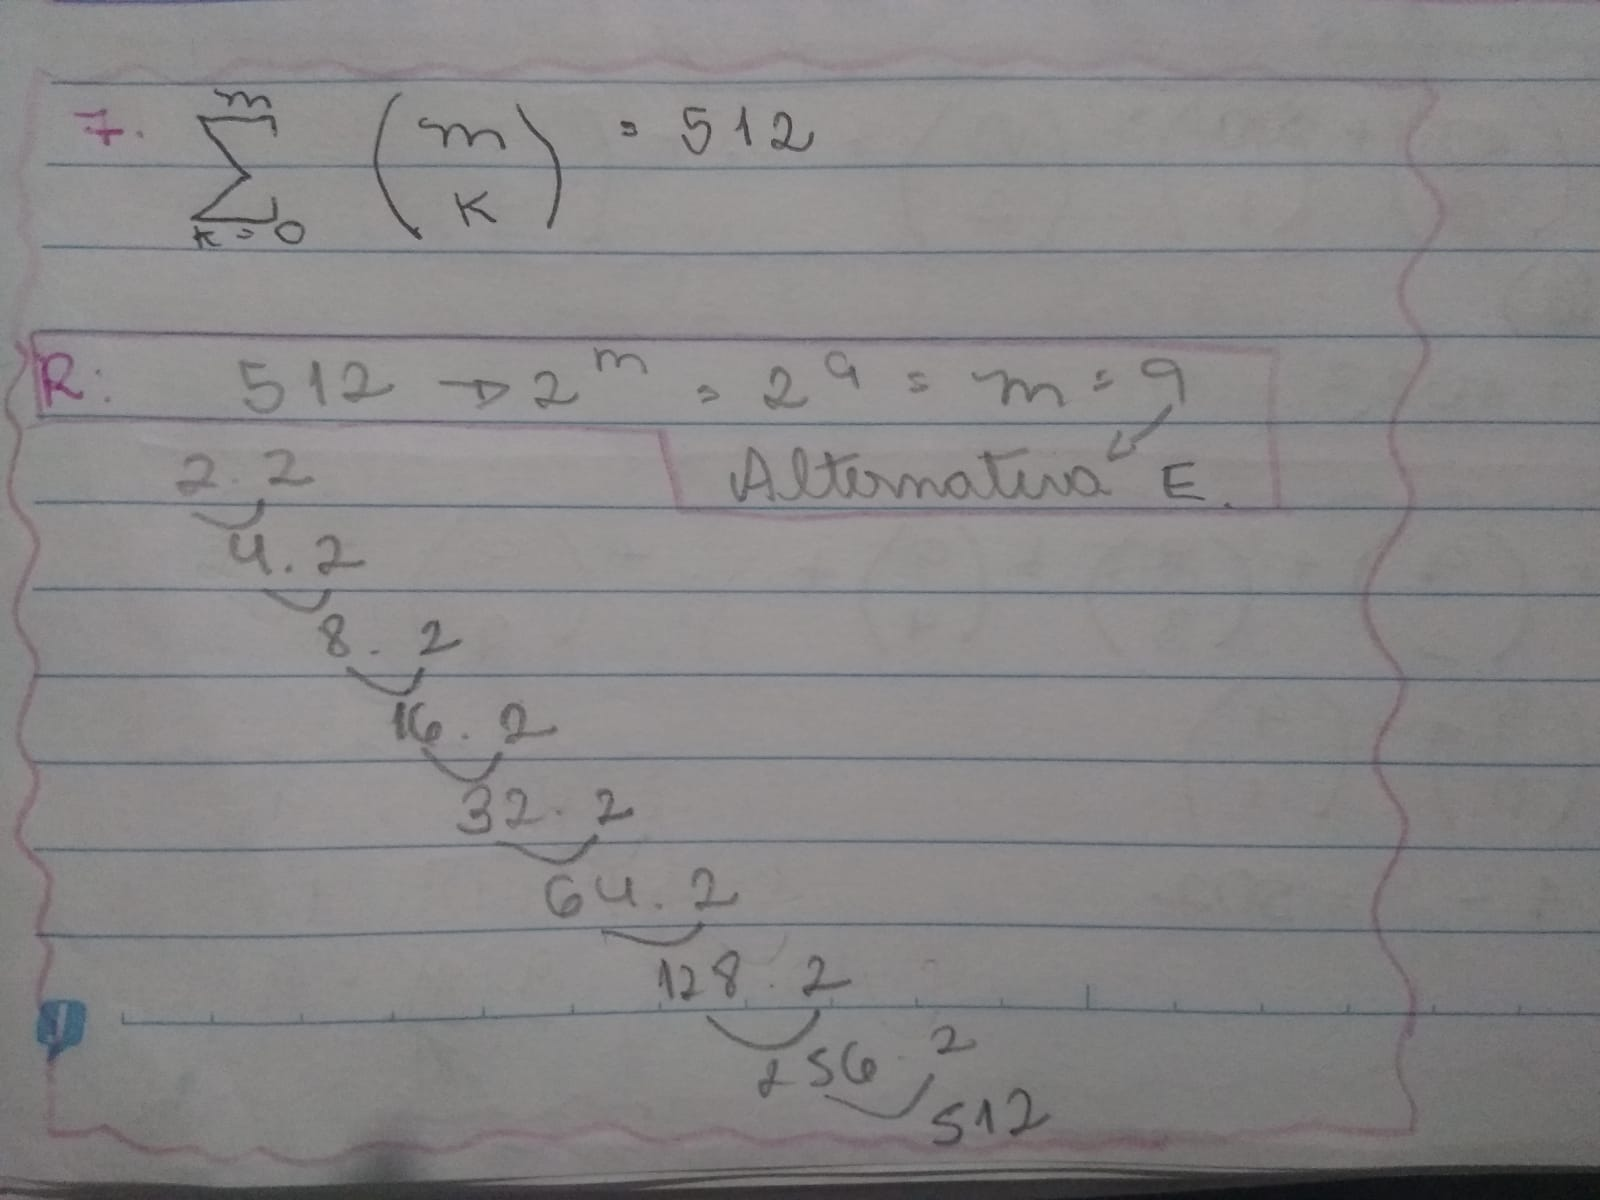 m
7. ∑ (m = 512
k = 0 K)
R: 512 → 2^m = 2^9 = m = 9
Alternativa E.
2.2
4.2
8.2
16.2
32.2
64.2
128.2
256.2
512